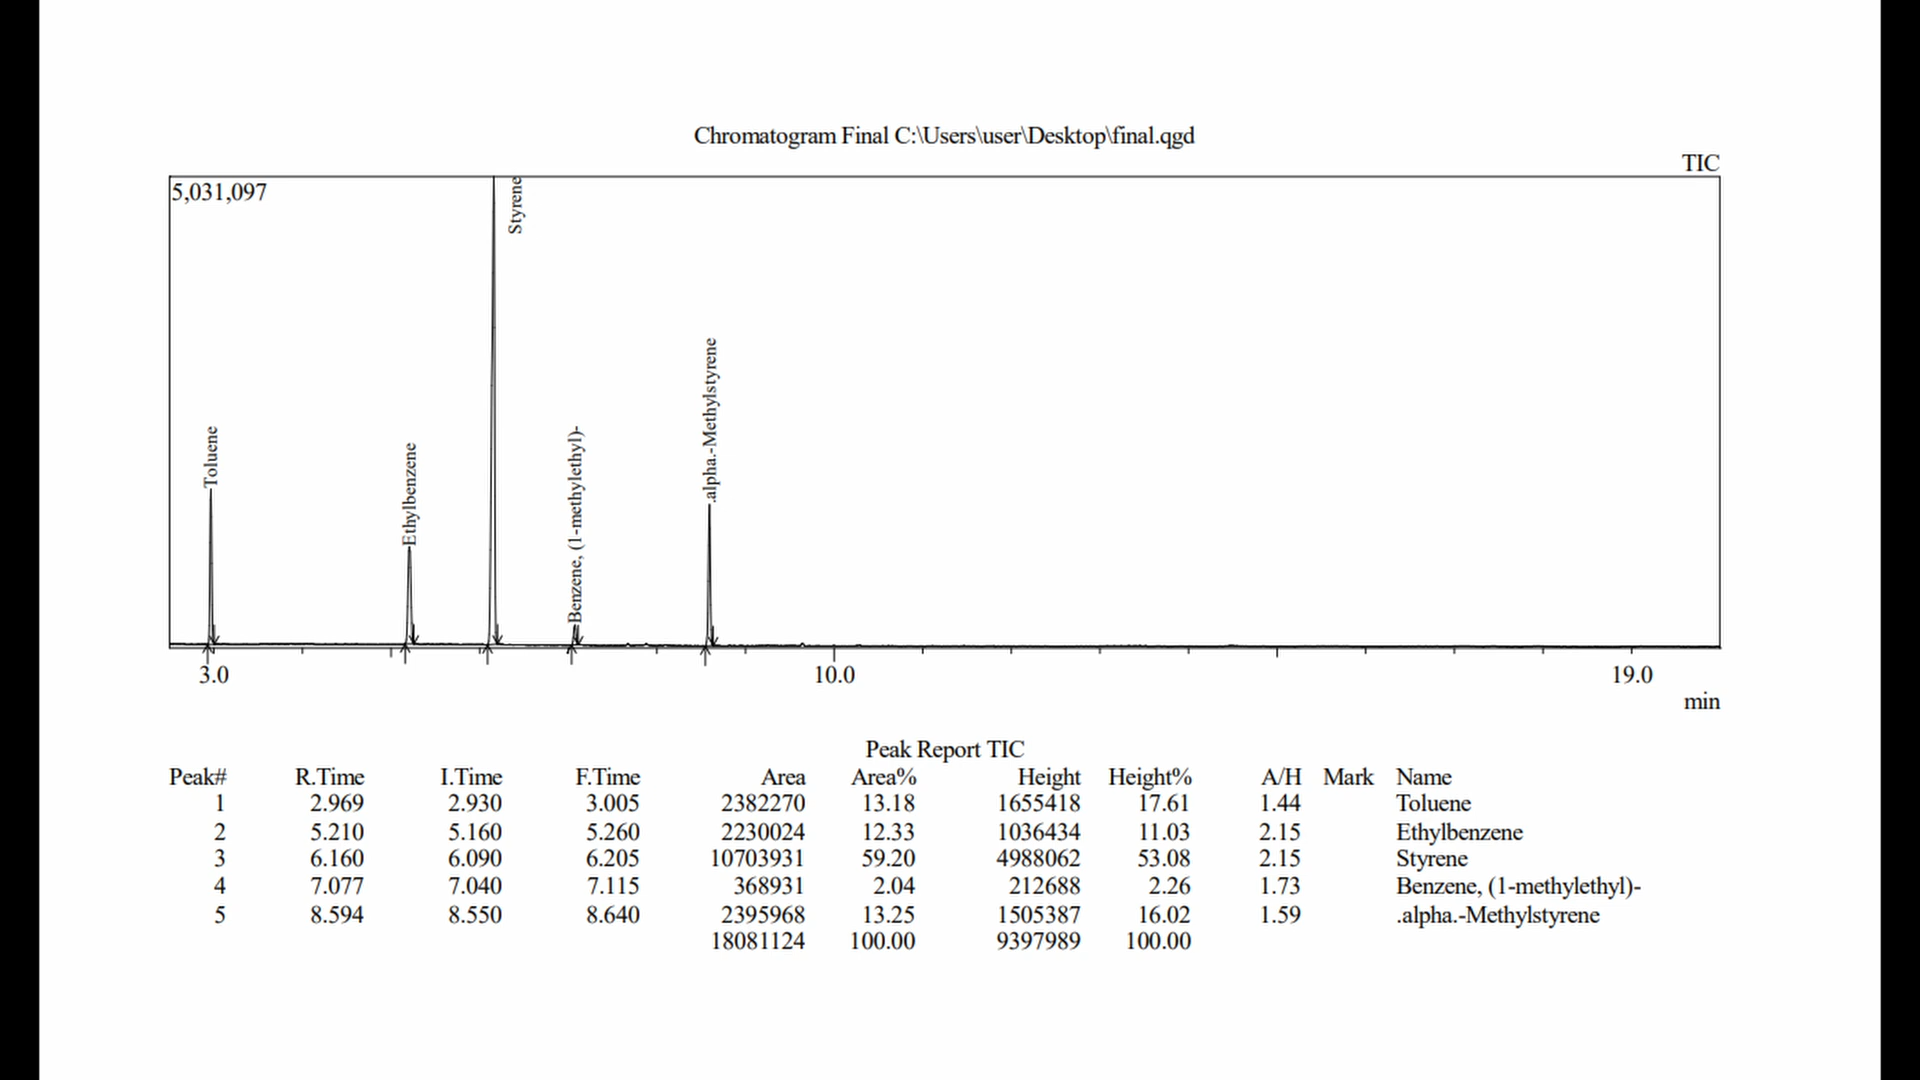 Chromatogram Final C:\Users\user\Desktop\final.qgd
TIC
5,031,097
Styrene
.alpha.-Methylstyrene
Toluene
Benzene, (1-methylethyl)-
Ethylbenzene
3.0 10.0 19.0
min
Peak Report TIC
Peak# R.Time I.Time F.Time Area Area% Height Height% A/H Mark Name
1 2.969 2.930 3.005 2382270 13.18 1655418 17.61 1.44 Toluene
2 5.210 5.160 5.260 2230024 12.33 1036434 11.03 2.15 Ethylbenzene
3 6.160 6.090 6.205 10703931 59.20 4988062 53.08 2.15 Styrene
4 7.077 7.040 7.115 368931 2.04 212688 2.26 1.73 Benzene, (1-methylethyl)-
5 8.594 8.550 8.640 2395968 13.25 1505387 16.02 1.59 .alpha.-Methylstyrene
18081124 100.00 9397989 100.00